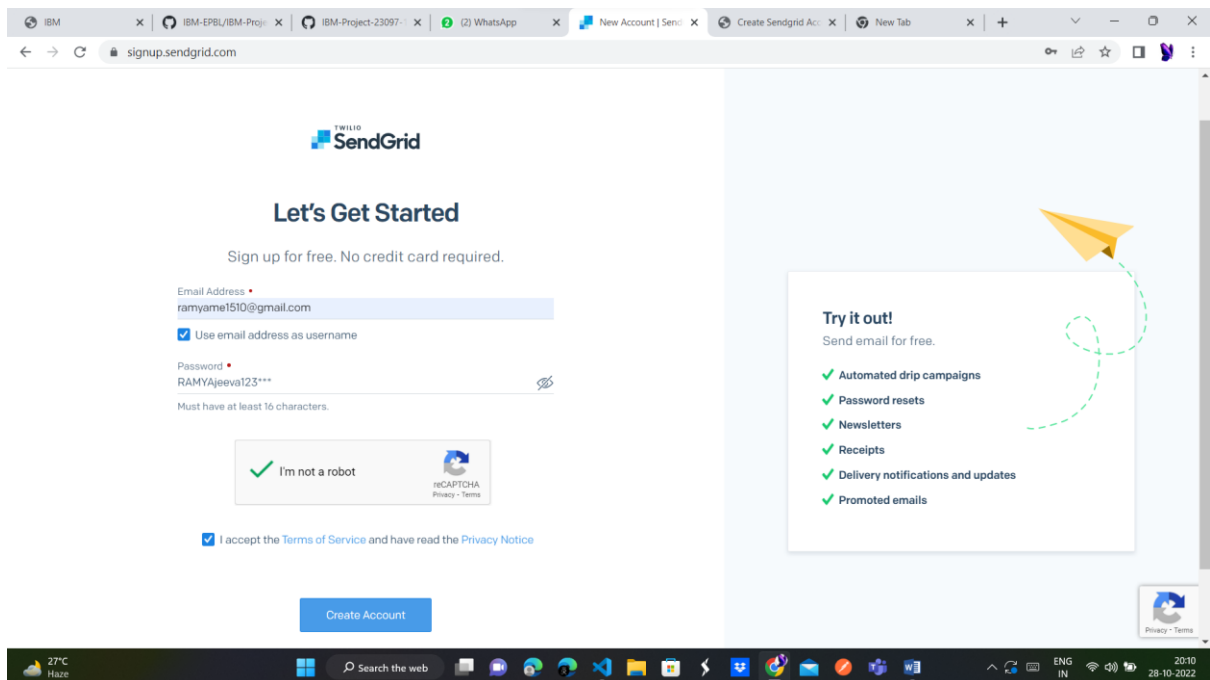 IBM
IBM-EPBL/IBM-Proje
IBM-Project-23097-
2 (2) WhatsApp
New Account | Send
Create Sendgrid Acc
New Tab
signup.sendgrid.com
TWILIO
SendGrid
Let's Get Started
Sign up for free. No credit card required.
Email Address •
ramyame1510@gmail.com
Use email address as username
Password •
RAMYAjeeva123***
Must have at least 16 characters.
I'm not a robot
reCAPTCHA
Privacy - Terms
I accept the Terms of Service and have read the Privacy Notice
Create Account
Try it out!
Send email for free.
Automated drip campaigns
Password resets
Newsletters
Receipts
Delivery notifications and updates
Promoted emails
Privacy - Terms
27°C
Haze
Search the web
ENG
IN
20:10
28-10-2022